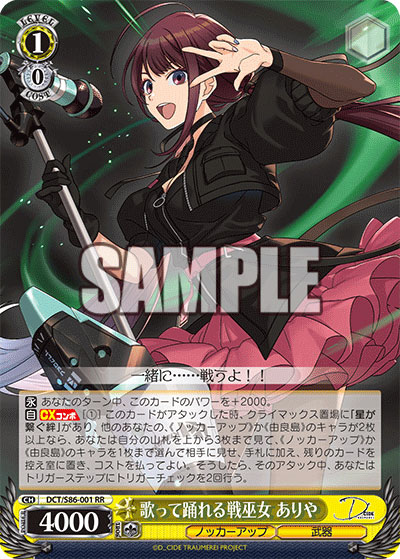 LEVEL
1
0
COST
SAMPLE
一緒に……戦うよ!!
永 あなたのターン中、このカードのパワーを+2000。
自 CXコンボ [(1)] このカードがアタックした時、クライマックス置場に「星が
繋ぐ絆」があり、他のあなたの、《ノッカーアップ》か《由良島》のキャラが2枚
以上なら、あなたは自分の山札を上から3枚まで見て、《ノッカーアップ》か
《由良島》のキャラを1枚まで選んで相手に見せ、手札に加え、残りのカードを
控え室に置き、コストを払ってよい。そうしたら、そのアタック中、あなたは
トリガーステップにトリガーチェックを2回行う。
CH DCT/S86-001 RR
4000
歌って踊れる戦巫女 ありや
ノッカーアップ
武器
©D_CIDE TRAUMEREI PROJECT